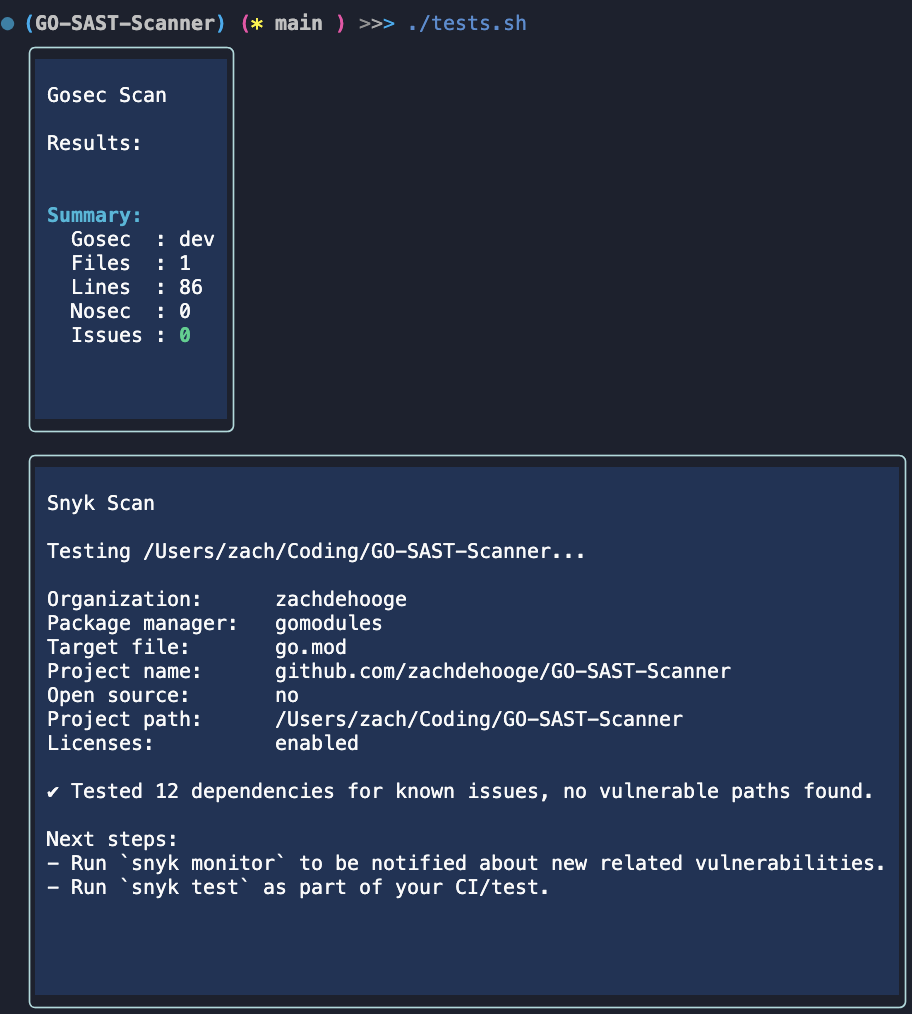 (GO-SAST-Scanner) (* main ) >>> ./tests.sh
Gosec Scan
Results:
Summary:
Gosec : dev
Files : 1
Lines : 86
Nosec : 0
Issues : 0
Snyk Scan
Testing /Users/zach/Coding/GO-SAST-Scanner...
Organization: zachdehooge
Package manager: gomodules
Target file: go.mod
Project name: github.com/zachdehooge/GO-SAST-Scanner
Open source: no
Project path: /Users/zach/Coding/GO-SAST-Scanner
Licenses: enabled
✔ Tested 12 dependencies for known issues, no vulnerable paths found.
Next steps:
- Run `snyk monitor` to be notified about new related vulnerabilities.
- Run `snyk test` as part of your CI/test.